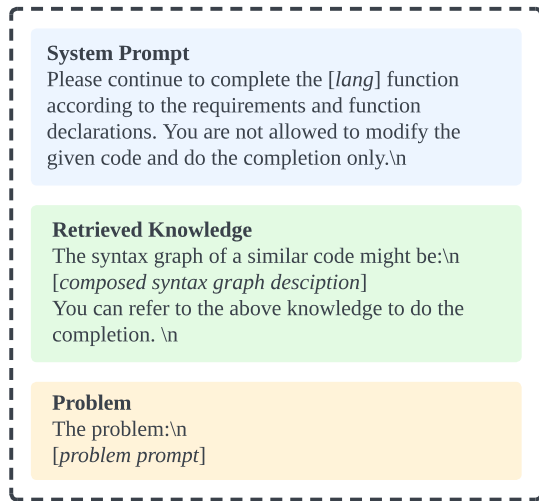 System Prompt
Please continue to complete the [lang] function
according to the requirements and function
declarations. You are not allowed to modify the
given code and do the completion only.\n
Retrieved Knowledge
The syntax graph of a similar code might be:\n
[composed syntax graph desciption]
You can refer to the above knowledge to do the
completion. \n
Problem
The problem:\n
[problem prompt]